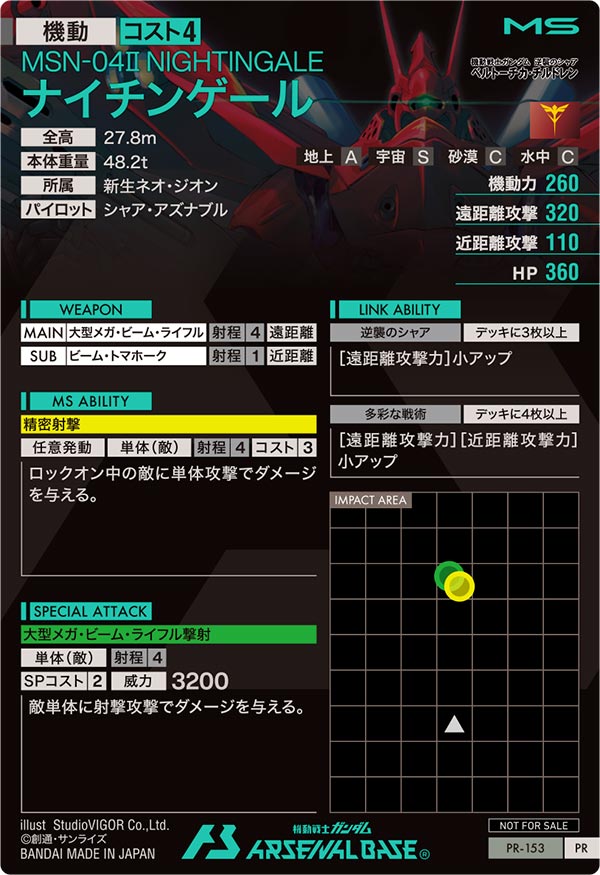 機動 コスト4
MS
MSN-04II NIGHTINGALE
ナイチンゲール
機動戦士ガンダム 逆襲のシャア
ベルトーチカ・チルドレン
全高 27.8m
本体重量 48.2t
所属 新生ネオ・ジオン
パイロット シャア・アズナブル
地上 A 宇宙 S 砂漠 C 水中 C
機動力 260
遠距離攻撃 320
近距離攻撃 110
HP 360
WEAPON
MAIN 大型メガ・ビーム・ライフル 射程 4 遠距離
SUB ビーム・トマホーク 射程 1 近距離
MS ABILITY
精密射撃
任意発動 単体(敵) 射程 4 コスト 3
ロックオン中の敵に単体攻撃でダメージ
を与える。
SPECIAL ATTACK
大型メガ・ビーム・ライフル撃射
単体(敵) 射程 4
SPコスト 2 威力 3200
敵単体に射撃攻撃でダメージを与える。
LINK ABILITY
逆襲のシャア デッキに3枚以上
[遠距離攻撃力]小アップ
多彩な戦術 デッキに4枚以上
[遠距離攻撃力][近距離攻撃力]
小アップ
IMPACT AREA
illust StudioVIGOR Co.,Ltd.
©創通・サンライズ
BANDAI MADE IN JAPAN
機動戦士ガンダム
ARSENAL BASE®
NOT FOR SALE
PR-153 PR